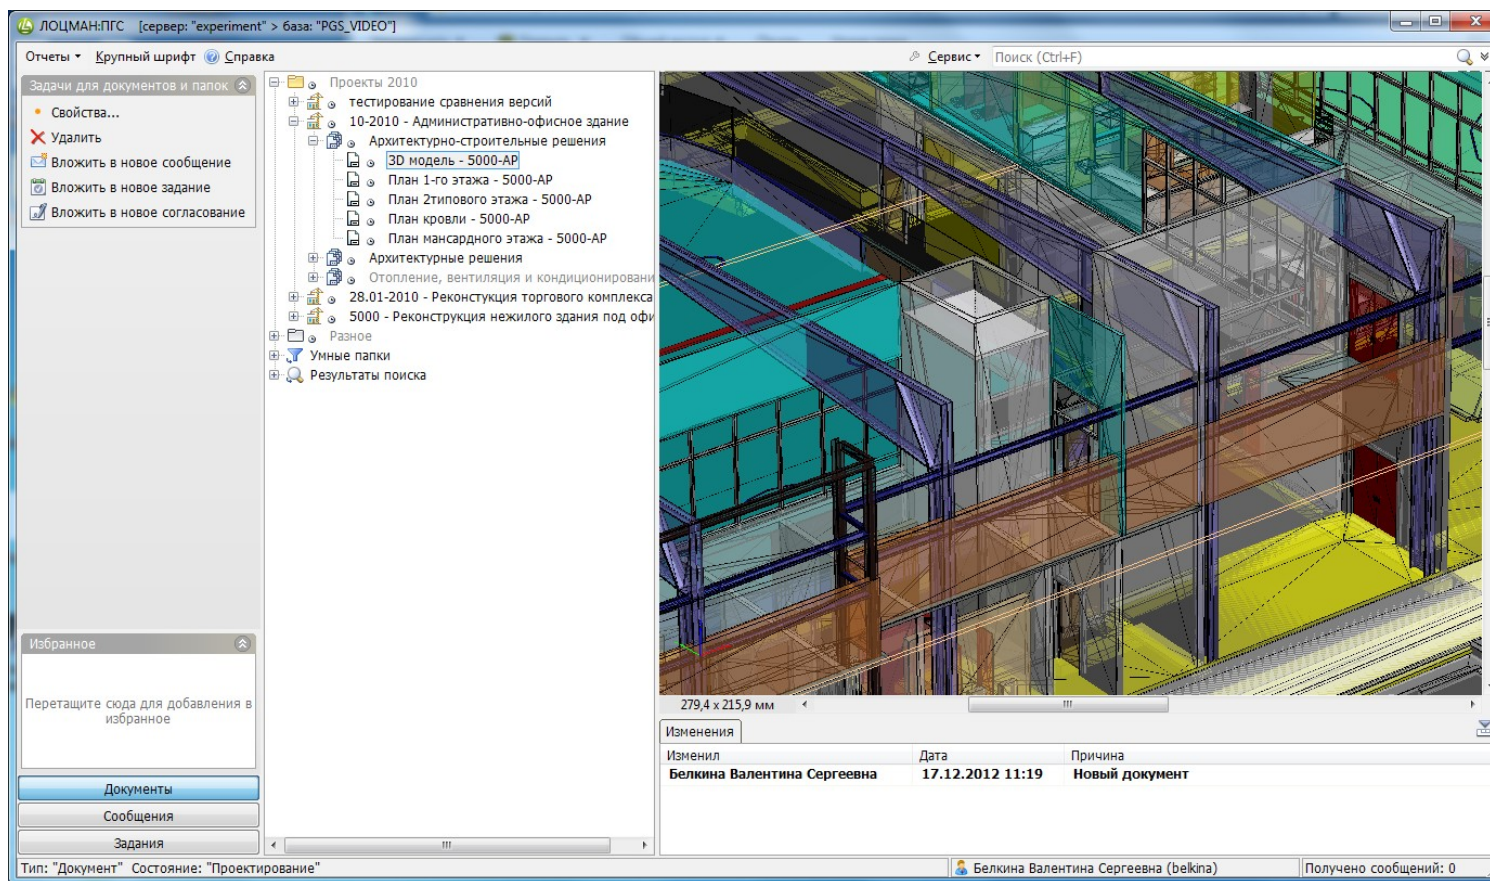 ЛОЦМАН:ПГС [сервер: "experiment" > база: "PGS_VIDEO"]
Отчеты Крупный шрифт Справка
Сервис Поиск (Ctrl+F)
Задачи для документов и папок
Свойства...
Удалить
Вложить в новое сообщение
Вложить в новое задание
Вложить в новое согласование
Избранное
Перетащите сюда для добавления в
избранное
Документы
Сообщения
Задания
Проекты 2010
тестирование сравнения версий
10-2010 - Административно-офисное здание
Архитектурно-строительные решения
3D модель - 5000-АР
План 1-го этажа - 5000-АР
План 2типового этажа - 5000-АР
План кровли - 5000-АР
План мансардного этажа - 5000-АР
Архитектурные решения
Отопление, вентиляция и кондиционировани
28.01-2010 - Реконстукция торгового комплекса
5000 - Реконструкция нежилого здания под офи
Разное
Умные папки
Результаты поиска
279,4 x 215,9 мм
Изменения
Изменил Дата Причина
Белкина Валентина Сергеевна 17.12.2012 11:19 Новый документ
Тип: "Документ" Состояние: "Проектирование"
Белкина Валентина Сергеевна (belkina)
Получено сообщений: 0